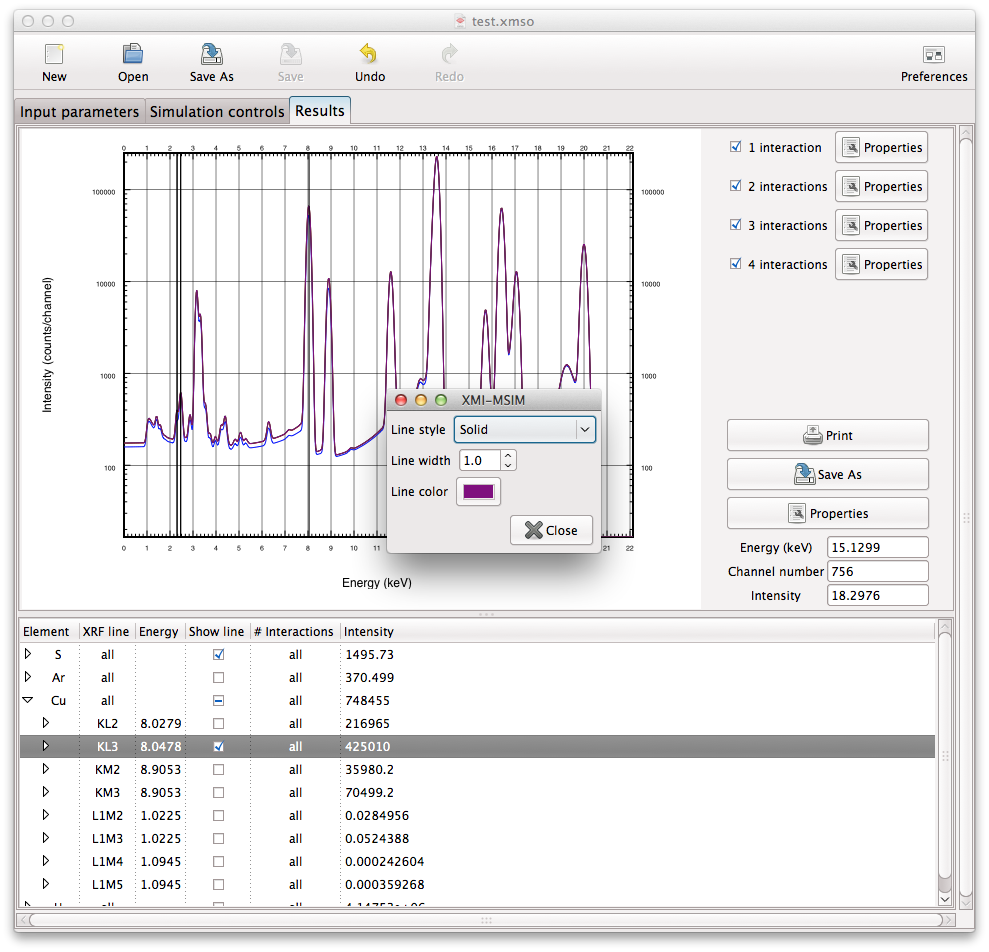 test.xmso
New Open Save As Save Undo Redo Preferences
Input parameters Simulation controls Results
0 1 2 3 4 5 6 7 8 9 10 11 12 13 14 15 16 17 18 19 20 21 22
1 interaction Properties
100000 100000
2 interactions Properties
3 interactions Properties
4 interactions Properties
10000 10000
Intensity (counts/channel)
1000 1000
XMI-MSIM
Line style Solid
Line width 1.0
Line color
Close
100 100
0 1 2 3 4 5 6 7 8 9 10 11 22
Energy (keV)
Print
Save As
Properties
Energy (keV) 15.1299
Channel number 756
Intensity 18.2976
Element XRF line Energy Show line # Interactions Intensity
S all all 1495.73
Ar all all 370.499
Cu all all 748455
KL2 8.0279 all 216965
KL3 8.0478 all 425010
KM2 8.9053 all 35980.2
KM3 8.9053 all 70499.2
L1M2 1.0225 all 0.0284956
L1M3 1.0225 all 0.0524388
L1M4 1.0945 all 0.000242604
L1M5 1.0945 all 0.000359268